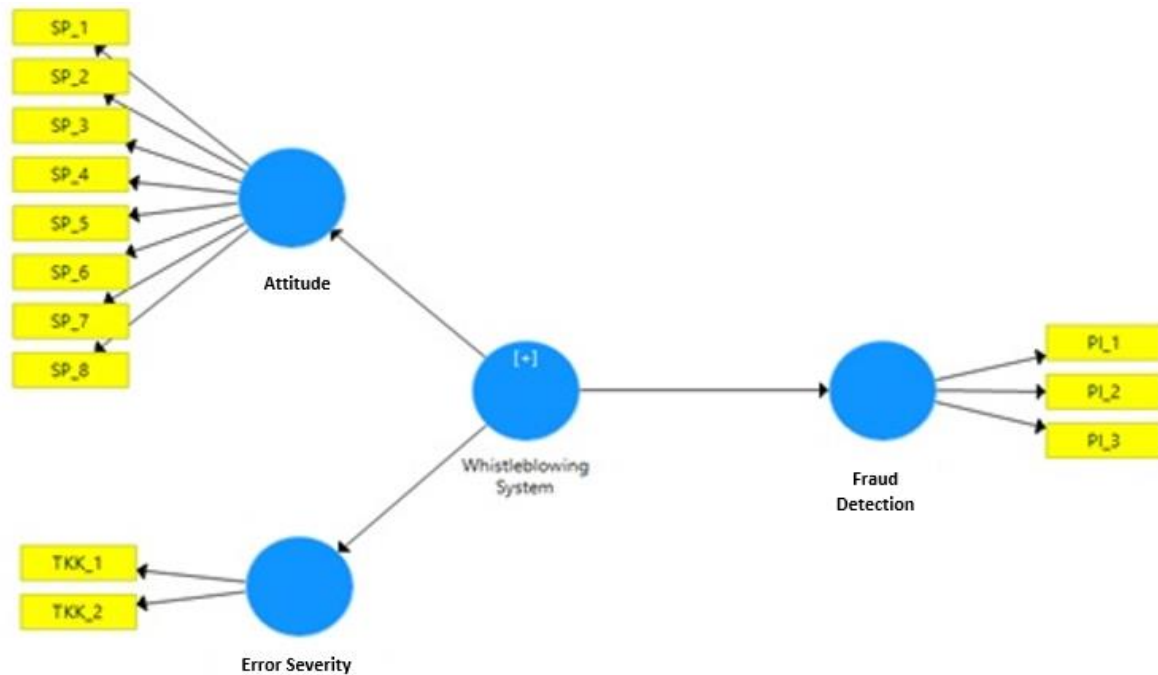 SP_1
SP_2
SP_3
SP_4
SP_5
SP_6
SP_7
SP_8
Attitude
[+]
Whistleblowing
System
PI_1
PI_2
PI_3
Fraud
Detection
TKK_1
TKK_2
Error Severity